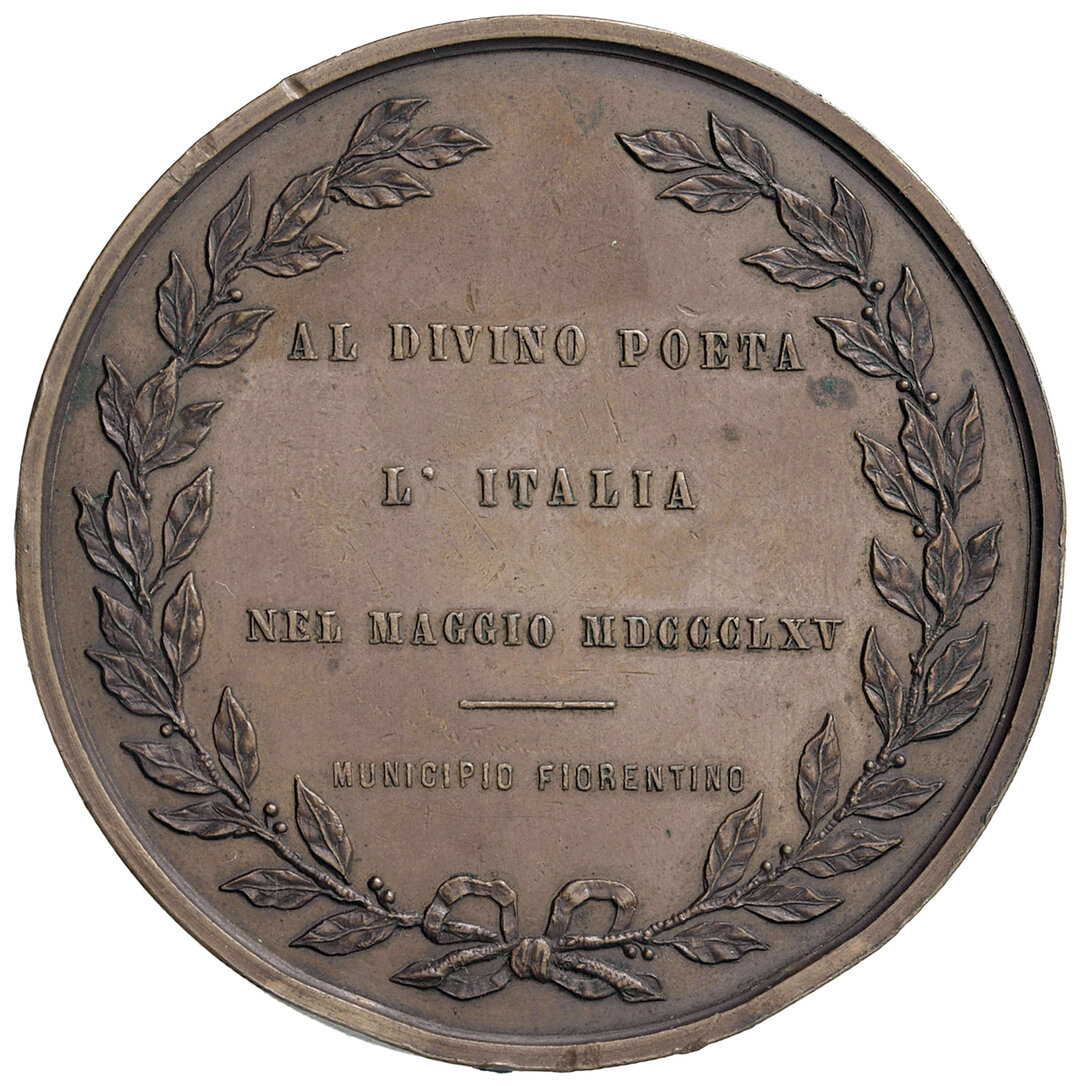 AL DIVINO POETA
L' ITALIA
NEL MAGGIO MDCCCLXV
MUNICIPIO FIORENTINO